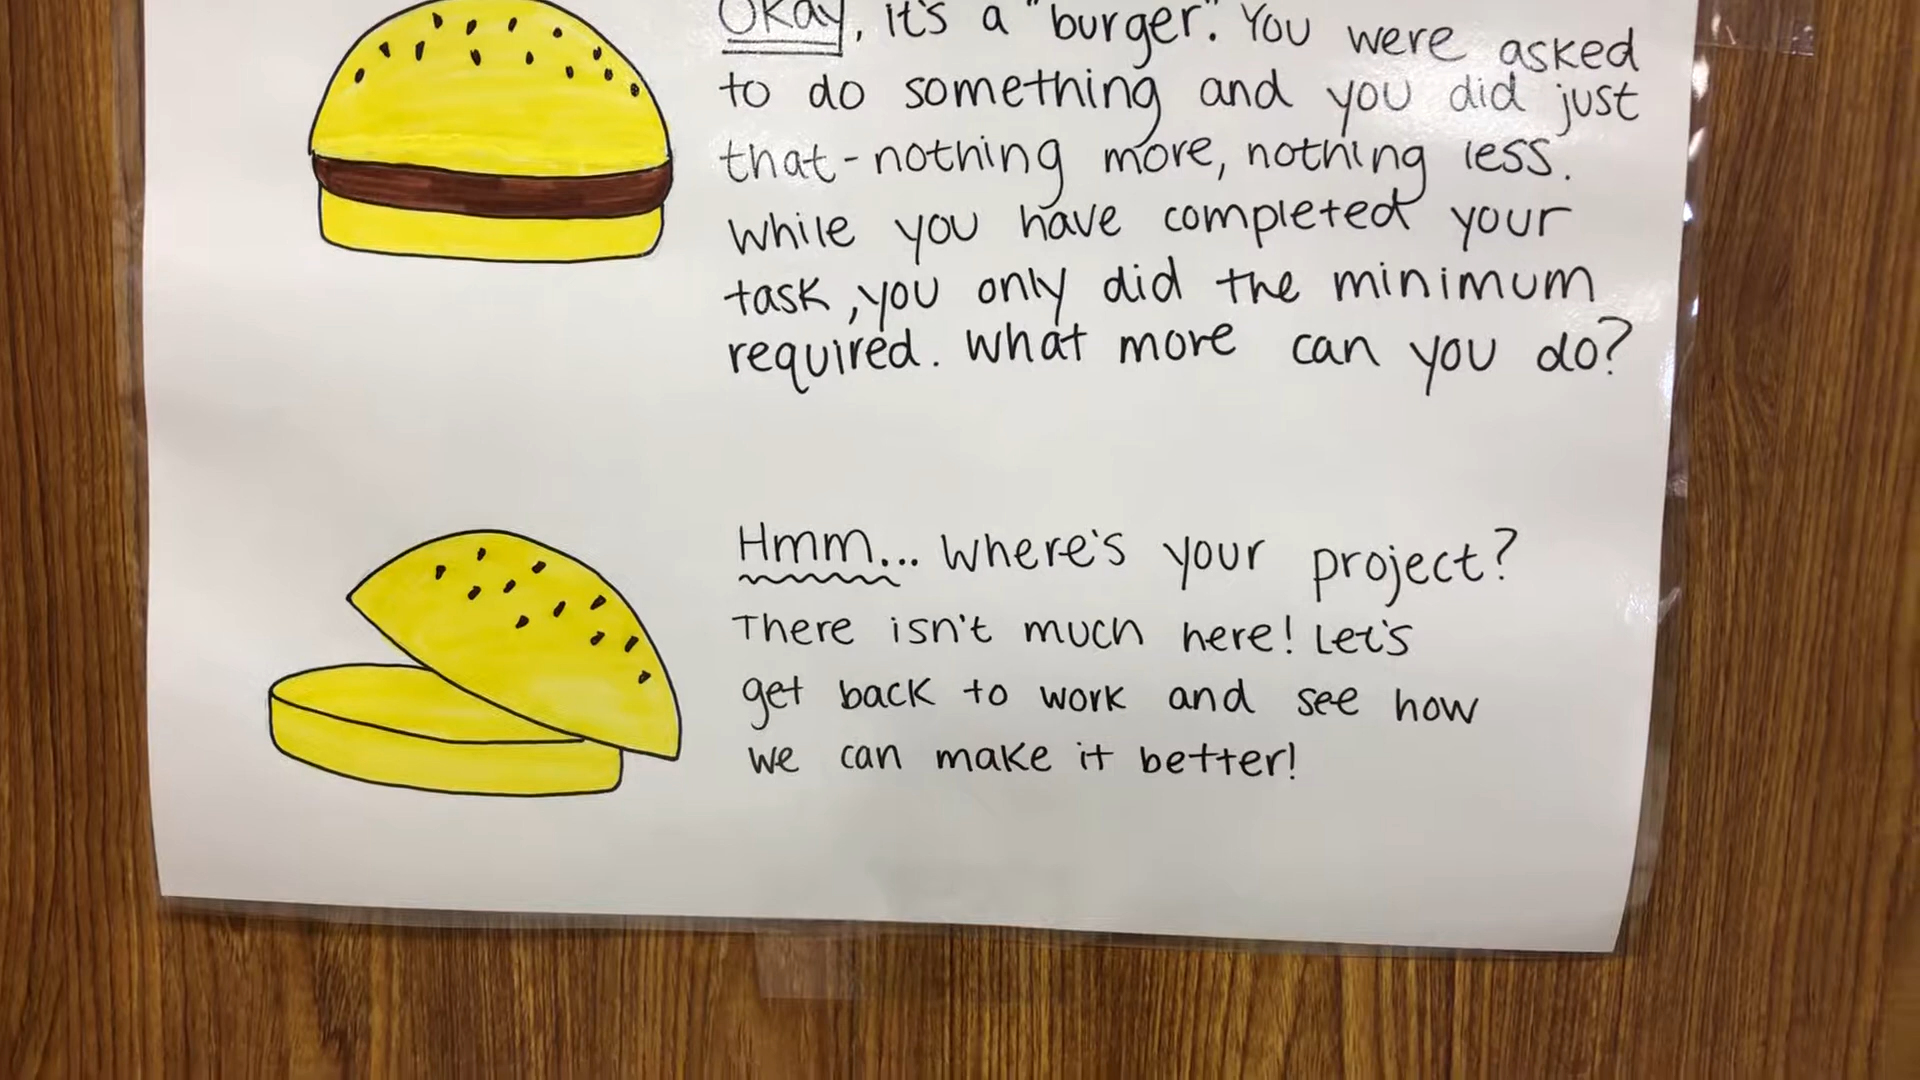 Okay, it's a "burger". You were asked
to do something and you did just
that - nothing more, nothing less.
While you have completed your
task, you only did the minimum
required. What more can you do?
Hmm... Where's your project?
There isn't much here! Let's
get back to work and see how
we can make it better!